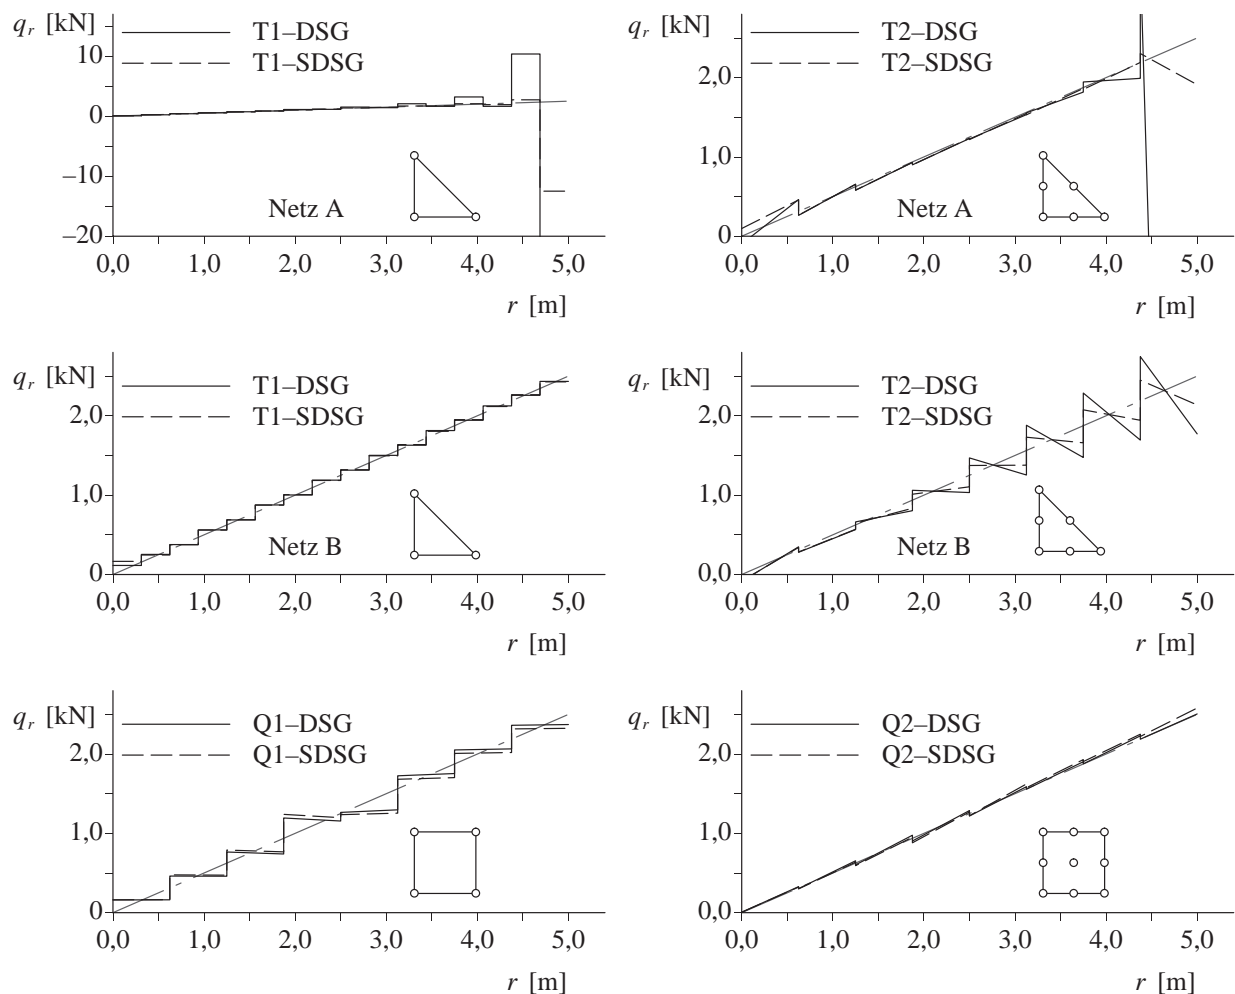 q_r [kN]
T1–DSG
T1–SDSG
10
0
–10
–20
Netz A
0,0 1,0 2,0 3,0 4,0 5,0
r [m]
q_r [kN]
T2–DSG
T2–SDSG
2,0
1,0
0
Netz A
0,0 1,0 2,0 3,0 4,0 5,0
r [m]
q_r [kN]
T1–DSG
T1–SDSG
2,0
1,0
0
Netz B
0,0 1,0 2,0 3,0 4,0 5,0
r [m]
q_r [kN]
T2–DSG
T2–SDSG
2,0
1,0
0,0
Netz B
0,0 1,0 2,0 3,0 4,0 5,0
r [m]
q_r [kN]
Q1–DSG
Q1–SDSG
2,0
1,0
0
0,0 1,0 2,0 3,0 4,0 5,0
r [m]
q_r [kN]
Q2–DSG
Q2–SDSG
2,0
1,0
0,0
0,0 1,0 2,0 3,0 4,0 5,0
r [m]